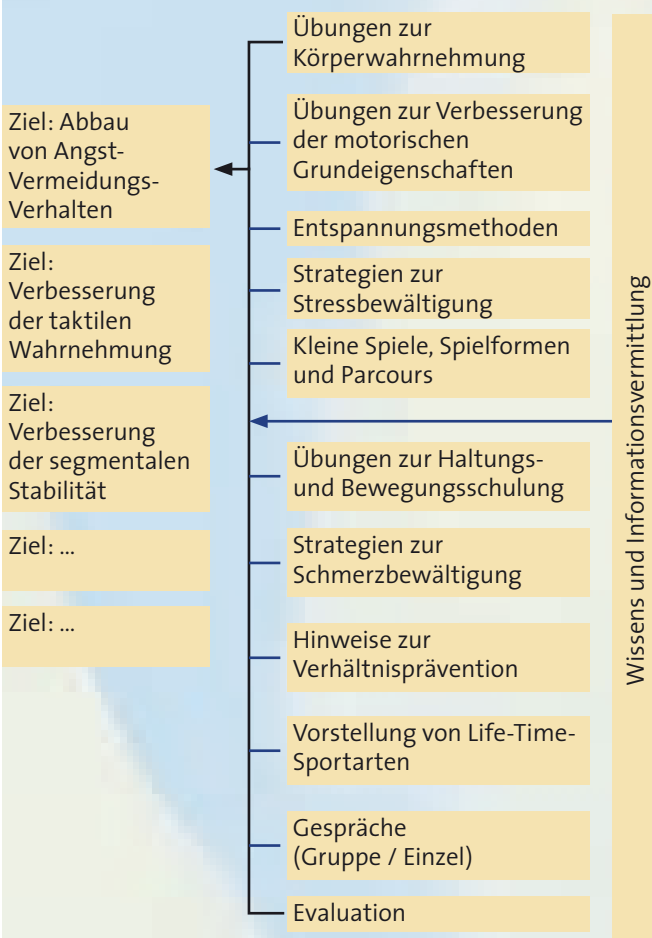 Ziel: Abbau
von Angst-
Vermeidungs-
Verhalten
Ziel:
Verbesserung
der taktilen
Wahrnehmung
Ziel:
Verbesserung
der segmentalen
Stabilität
Ziel: ...
Ziel: ...
Übungen zur
Körperwahrnehmung
Übungen zur Verbesserung
der motorischen
Grundeigenschaften
Entspannungsmethoden
Strategien zur
Stressbewältigung
Kleine Spiele, Spielformen
und Parcours
Übungen zur Haltungs-
und Bewegungsschulung
Strategien zur
Schmerzbewältigung
Hinweise zur
Verhältnisprävention
Vorstellung von Life-Time-
Sportarten
Gespräche
(Gruppe / Einzel)
Evaluation
Wissens und Informationsvermittlung